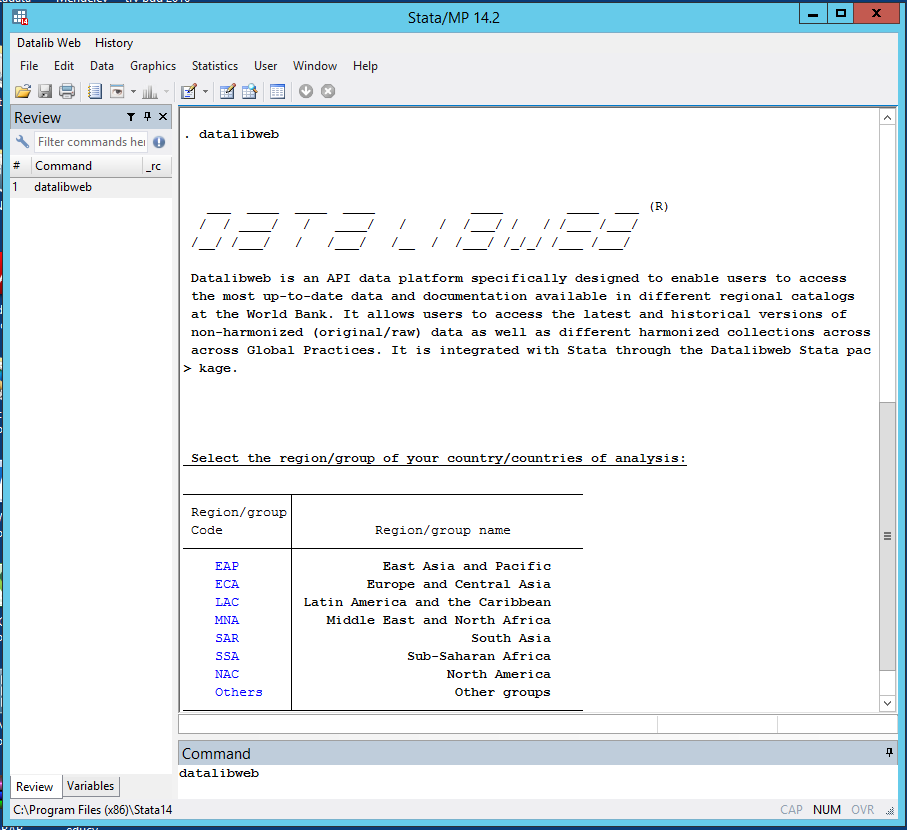 Stata/MP 14.2
Datalib Web History
File Edit Data Graphics Statistics User Window Help
Review
Filter commands her
# Command _rc
1 datalibweb
. datalibweb
(R)
Datalibweb is an API data platform specifically designed to enable users to access
the most up-to-date data and documentation available in different regional catalogs
at the World Bank. It allows users to access the latest and historical versions of
non-harmonized (original/raw) data as well as different harmonized collections across
across Global Practices. It is integrated with Stata through the Datalibweb Stata pac
> kage.
Select the region/group of your country/countries of analysis:
Region/group
Code Region/group name
EAP East Asia and Pacific
ECA Europe and Central Asia
LAC Latin America and the Caribbean
MNA Middle East and North Africa
SAR South Asia
SSA Sub-Saharan Africa
NAC North America
Others Other groups
Command
datalibweb
Review Variables
C:\Program Files (x86)\Stata14
CAP NUM OVR